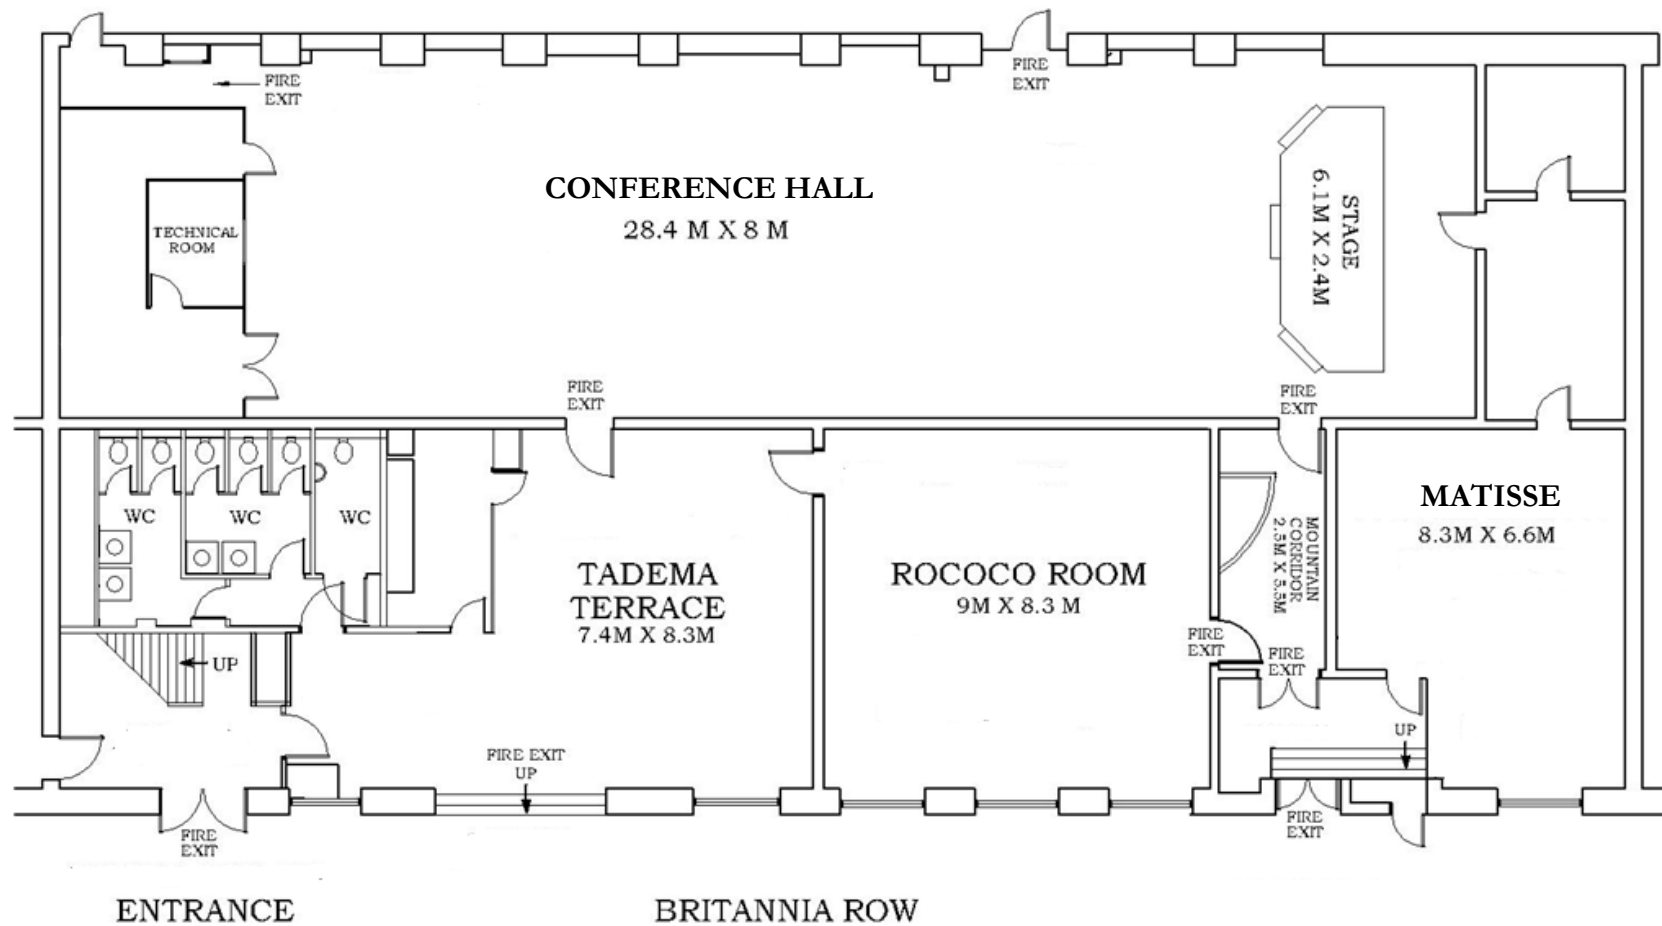 FIRE
EXIT
FIRE
EXIT
CONFERENCE HALL
28.4 M X 8 M
STAGE
6.1M X 2.4M
TECHNICAL
ROOM
FIRE
EXIT
FIRE
EXIT
WC
WC
WC
MATISSE
8.3M X 6.6M
MOUNTAIN
CORRIDOR
2.5M X 5.5M
TADEMA
TERRACE
7.4M X 8.3M
ROCOCO ROOM
9M X 8.3 M
FIRE
EXIT
FIRE
EXIT
UP
UP
FIRE EXIT
UP
FIRE
EXIT
FIRE
EXIT
ENTRANCE
BRITANNIA ROW